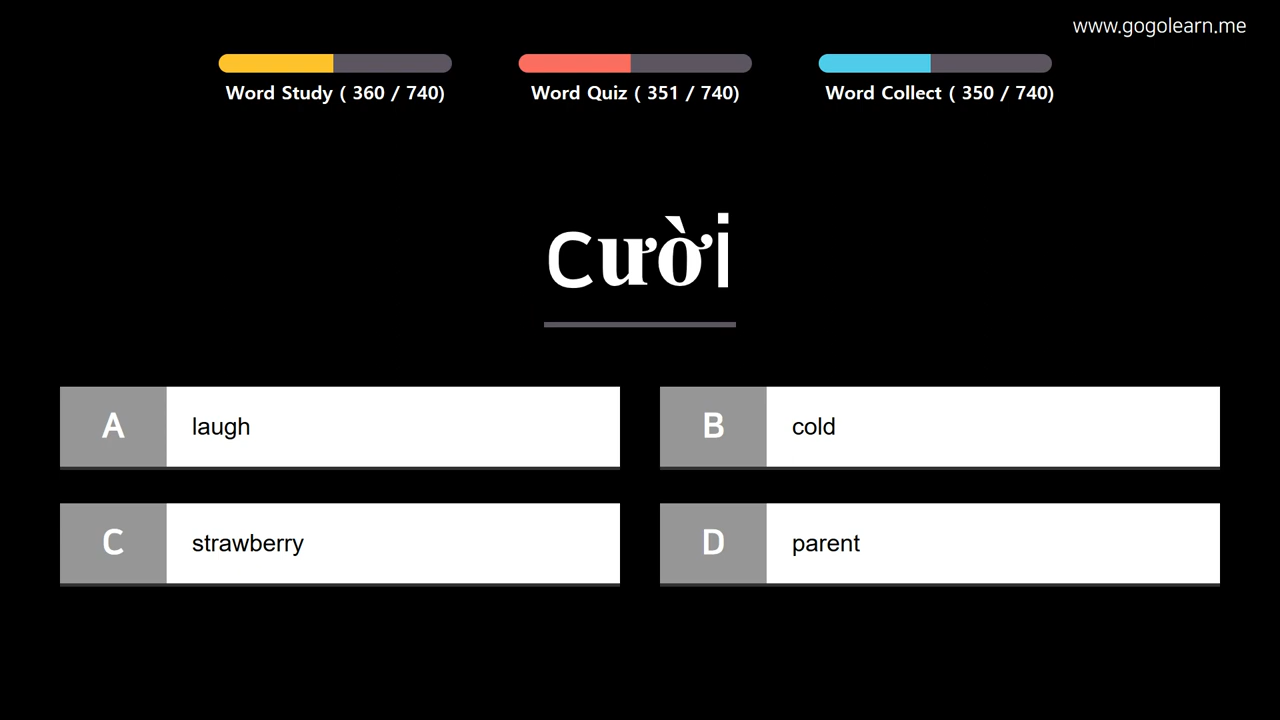 www.gogolearn.me
Word Study ( 360 / 740)
Word Quiz ( 351 / 740)
Word Collect ( 350 / 740)
cười
A laugh
B cold
C strawberry
D parent